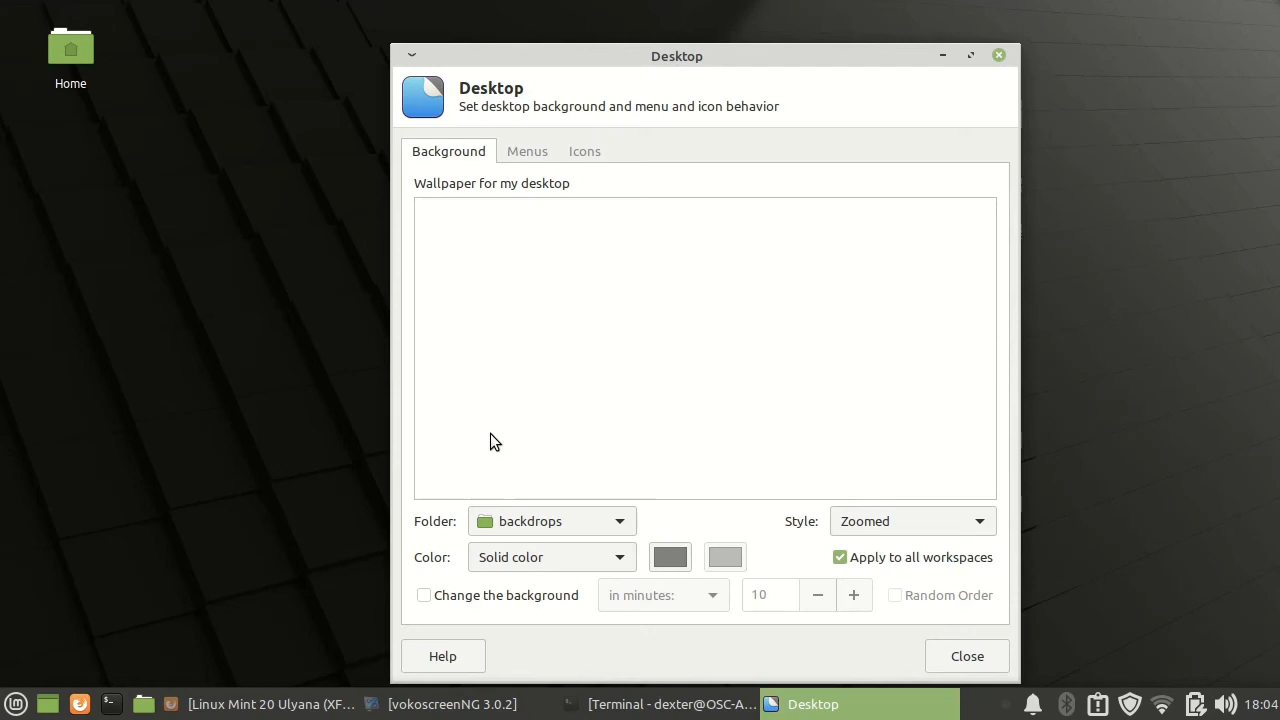 Home
Desktop
Desktop
Set desktop background and menu and icon behavior
Background Menus Icons
Wallpaper for my desktop
Folder: backdrops Style: Zoomed
Color: Solid color Apply to all workspaces
Change the background in minutes: 10 Random Order
Help Close
[Linux Mint 20 Ulyana (XF... [vokoscreenNG 3.0.2] [Terminal - dexter@OSC-A... Desktop 18:04